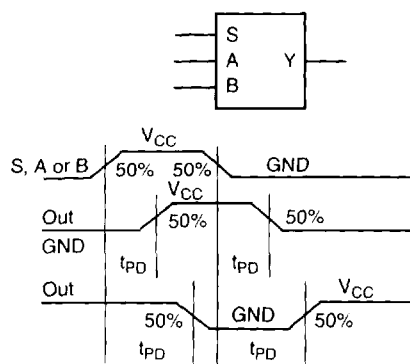 S
A Y
B
V_CC
S, A or B 50% 50% GND
V_CC
Out 50% 50%
GND
t_PD t_PD
Out V_CC
50% GND 50%
t_PD t_PD